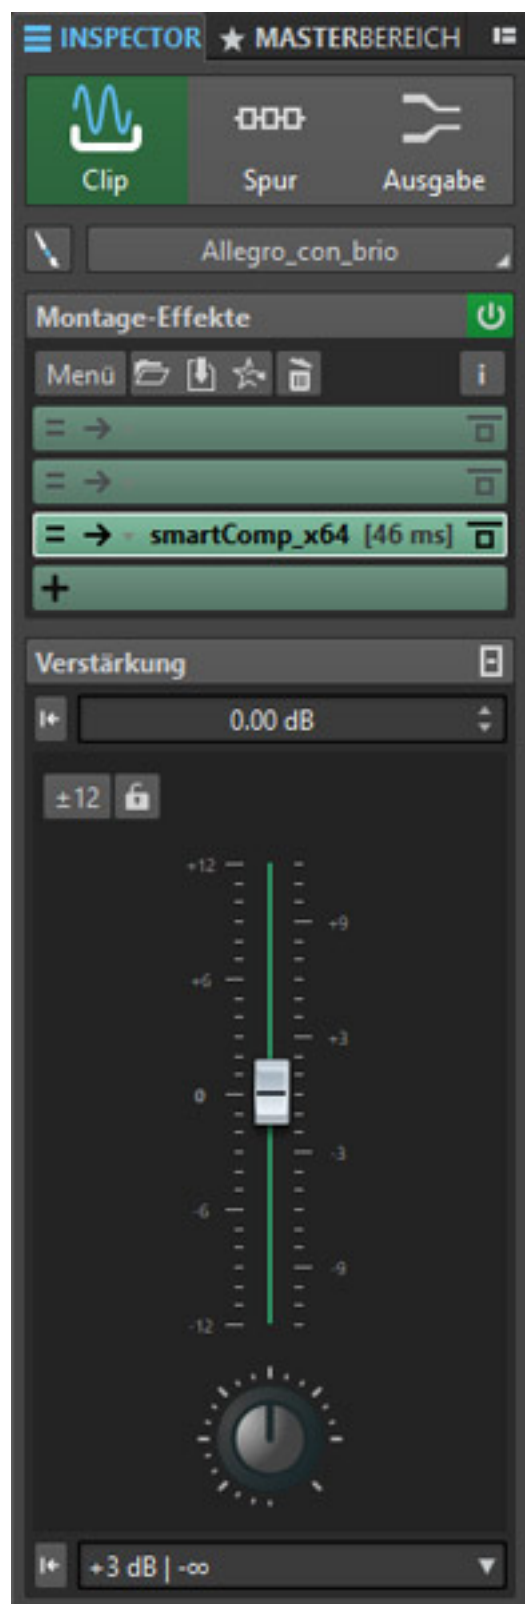 INSPECTOR MASTERBEREICH
Clip Spur Ausgabe
Allegro_con_brio
Montage-Effekte
Menü i
smartComp_x64 [46 ms]
Verstärkung
0.00 dB
±12
+12
+9
+6
+3
0
-3
-6
-9
-12
+3 dB | -∞